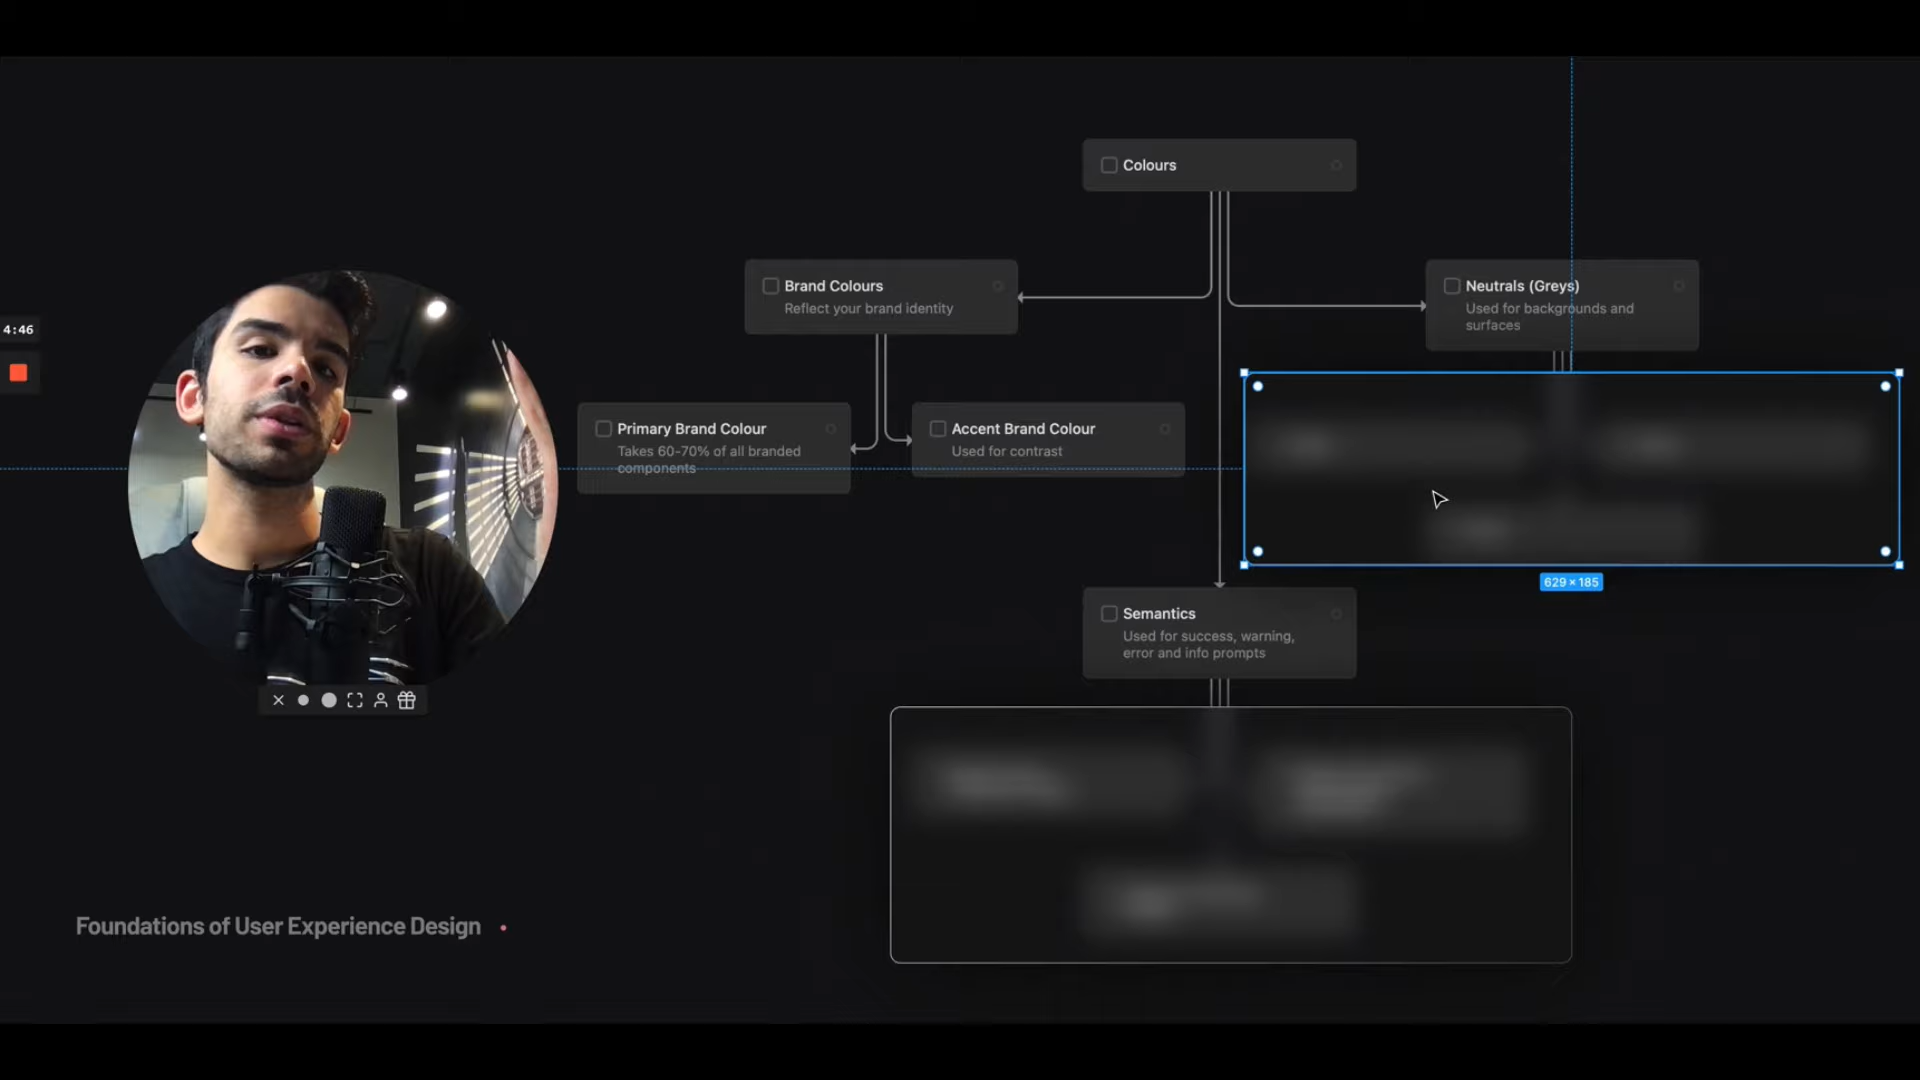 Colours
Brand Colours
Reflect your brand identity
Neutrals (Greys)
Used for backgrounds and
surfaces
4:46
Primary Brand Colour
Takes 60-70% of all branded
components
Accent Brand Colour
Used for contrast
629 × 185
Semantics
Used for success, warning,
error and info prompts
Foundations of User Experience Design